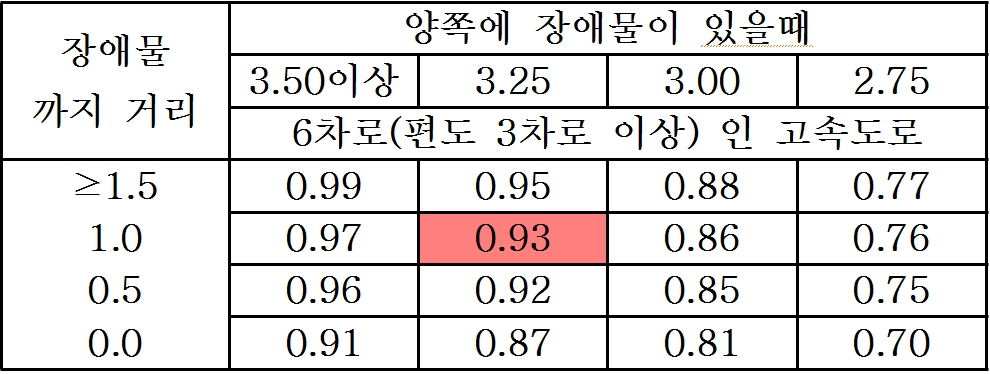 장애물
까지 거리
양쪽에 장애물이 있을때
3.50이상 3.25 3.00 2.75
6차로(편도 3차로 이상) 인 고속도로
≥1.5 0.99 0.95 0.88 0.77
1.0 0.97 0.93 0.86 0.76
0.5 0.96 0.92 0.85 0.75
0.0 0.91 0.87 0.81 0.70